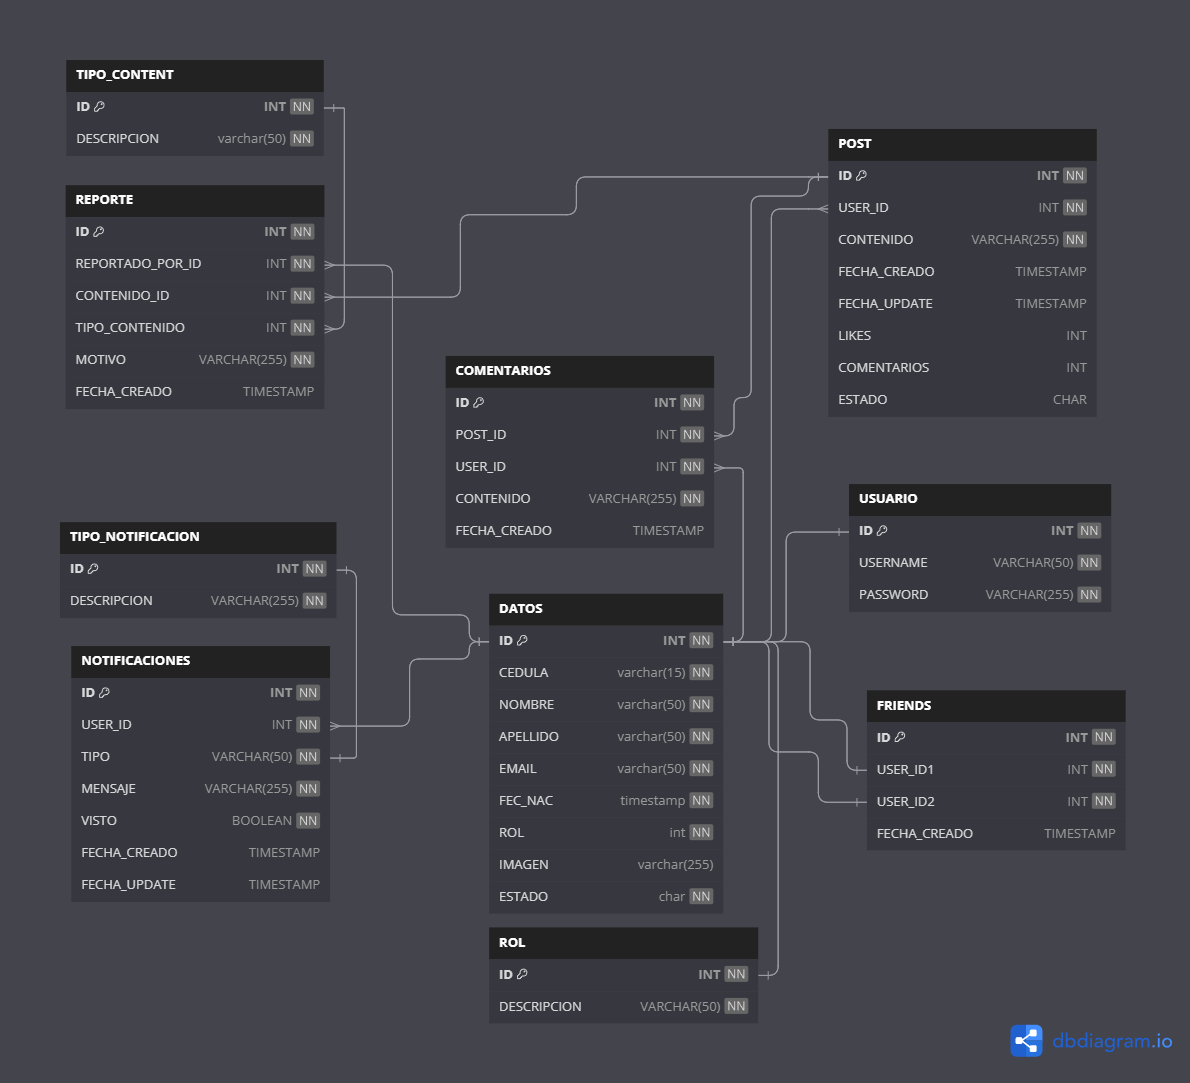 TIPO_CONTENT
ID INT NN
DESCRIPCION varchar(50) NN
REPORTE
ID INT NN
REPORTADO_POR_ID INT NN
CONTENIDO_ID INT NN
TIPO_CONTENIDO INT NN
MOTIVO VARCHAR(255) NN
FECHA_CREADO TIMESTAMP
POST
ID INT NN
USER_ID INT NN
CONTENIDO VARCHAR(255) NN
FECHA_CREADO TIMESTAMP
FECHA_UPDATE TIMESTAMP
LIKES INT
COMENTARIOS INT
ESTADO CHAR
COMENTARIOS
ID INT NN
POST_ID INT NN
USER_ID INT NN
CONTENIDO VARCHAR(255) NN
FECHA_CREADO TIMESTAMP
USUARIO
ID INT NN
USERNAME VARCHAR(50) NN
PASSWORD VARCHAR(255) NN
TIPO_NOTIFICACION
ID INT NN
DESCRIPCION VARCHAR(255) NN
NOTIFICACIONES
ID INT NN
USER_ID INT NN
TIPO VARCHAR(50) NN
MENSAJE VARCHAR(255) NN
VISTO BOOLEAN NN
FECHA_CREADO TIMESTAMP
FECHA_UPDATE TIMESTAMP
DATOS
ID INT NN
CEDULA varchar(15) NN
NOMBRE varchar(50) NN
APELLIDO varchar(50) NN
EMAIL varchar(50) NN
FEC_NAC timestamp NN
ROL int NN
IMAGEN varchar(255)
ESTADO char NN
FRIENDS
ID INT NN
USER_ID1 INT NN
USER_ID2 INT NN
FECHA_CREADO TIMESTAMP
ROL
ID INT NN
DESCRIPCION VARCHAR(50) NN
dbdiagram.io